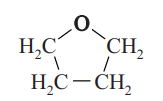 O
H₂C CH₂
H₂C — CH₂